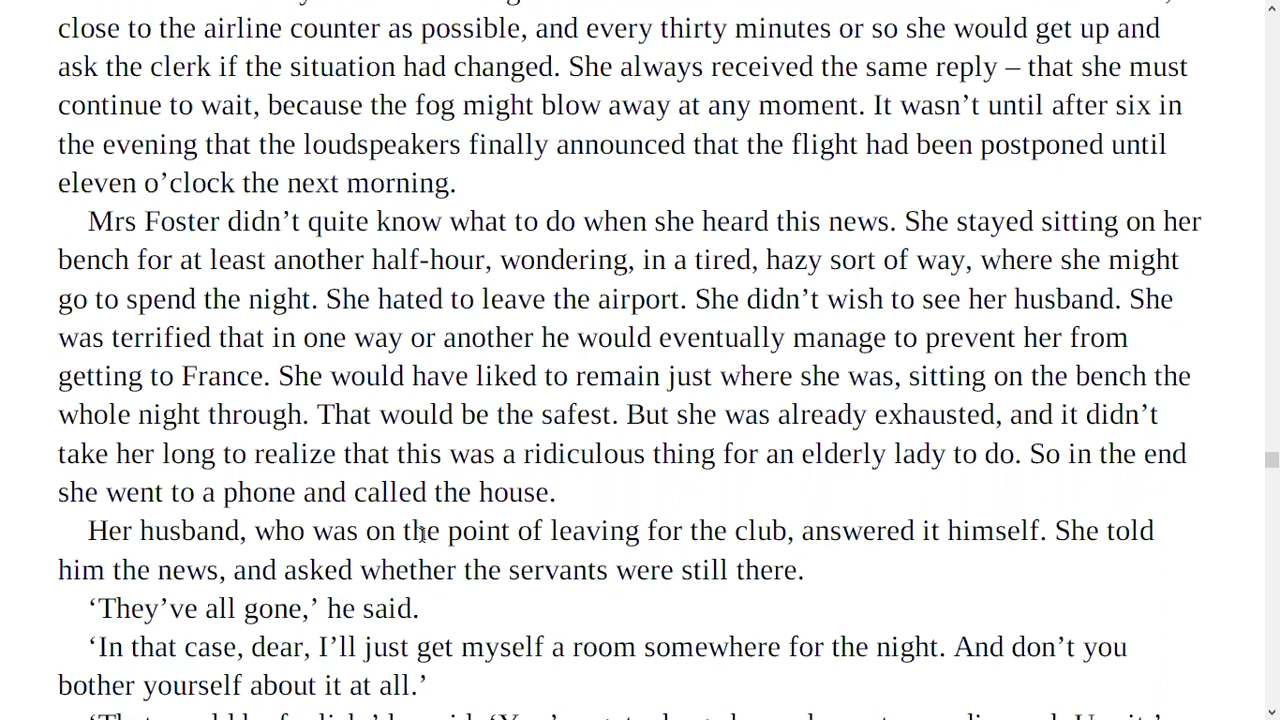 close to the airline counter as possible, and every thirty minutes or so she would get up and
ask the clerk if the situation had changed. She always received the same reply – that she must
continue to wait, because the fog might blow away at any moment. It wasn’t until after six in
the evening that the loudspeakers finally announced that the flight had been postponed until
eleven o’clock the next morning.
Mrs Foster didn’t quite know what to do when she heard this news. She stayed sitting on her
bench for at least another half-hour, wondering, in a tired, hazy sort of way, where she might
go to spend the night. She hated to leave the airport. She didn’t wish to see her husband. She
was terrified that in one way or another he would eventually manage to prevent her from
getting to France. She would have liked to remain just where she was, sitting on the bench the
whole night through. That would be the safest. But she was already exhausted, and it didn’t
take her long to realize that this was a ridiculous thing for an elderly lady to do. So in the end
she went to a phone and called the house.
Her husband, who was on the point of leaving for the club, answered it himself. She told
him the news, and asked whether the servants were still there.
‘They’ve all gone,’ he said.
‘In that case, dear, I’ll just get myself a room somewhere for the night. And don’t you
bother yourself about it at all.’